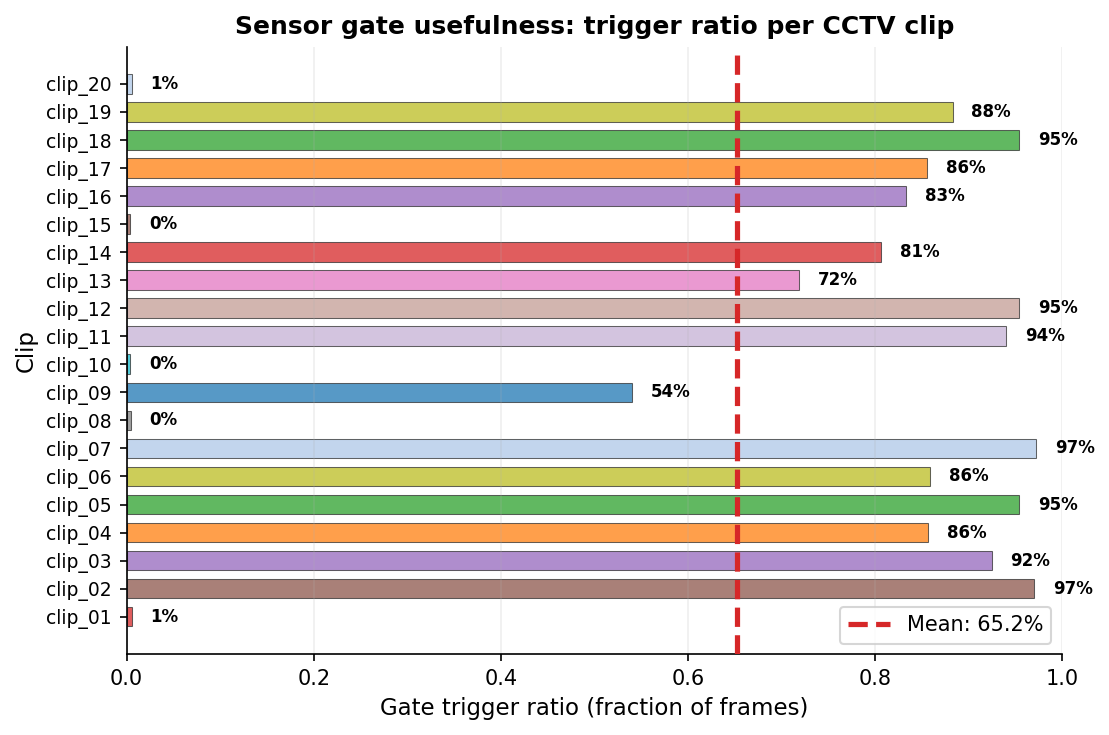 Sensor gate usefulness: trigger ratio per CCTV clip
clip_20 1%
clip_19 88%
clip_18 95%
clip_17 86%
clip_16 83%
clip_15 0%
clip_14 81%
clip_13 72%
clip_12 95%
clip_11 94%
clip_10 0%
clip_09 54%
clip_08 0%
clip_07 97%
clip_06 86%
clip_05 95%
clip_04 86%
clip_03 92%
clip_02 97%
clip_01 1%
Clip
Mean: 65.2%
0.0 0.2 0.4 0.6 0.8 1.0
Gate trigger ratio (fraction of frames)